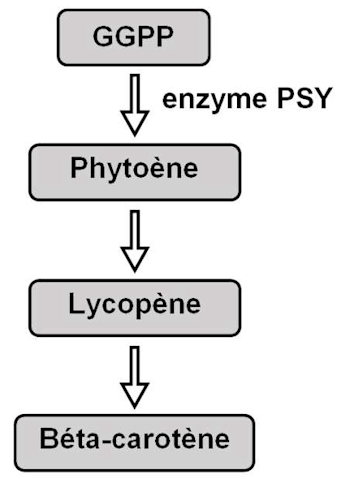 GGPP
enzyme PSY
Phytoène
Lycopène
Béta-carotène